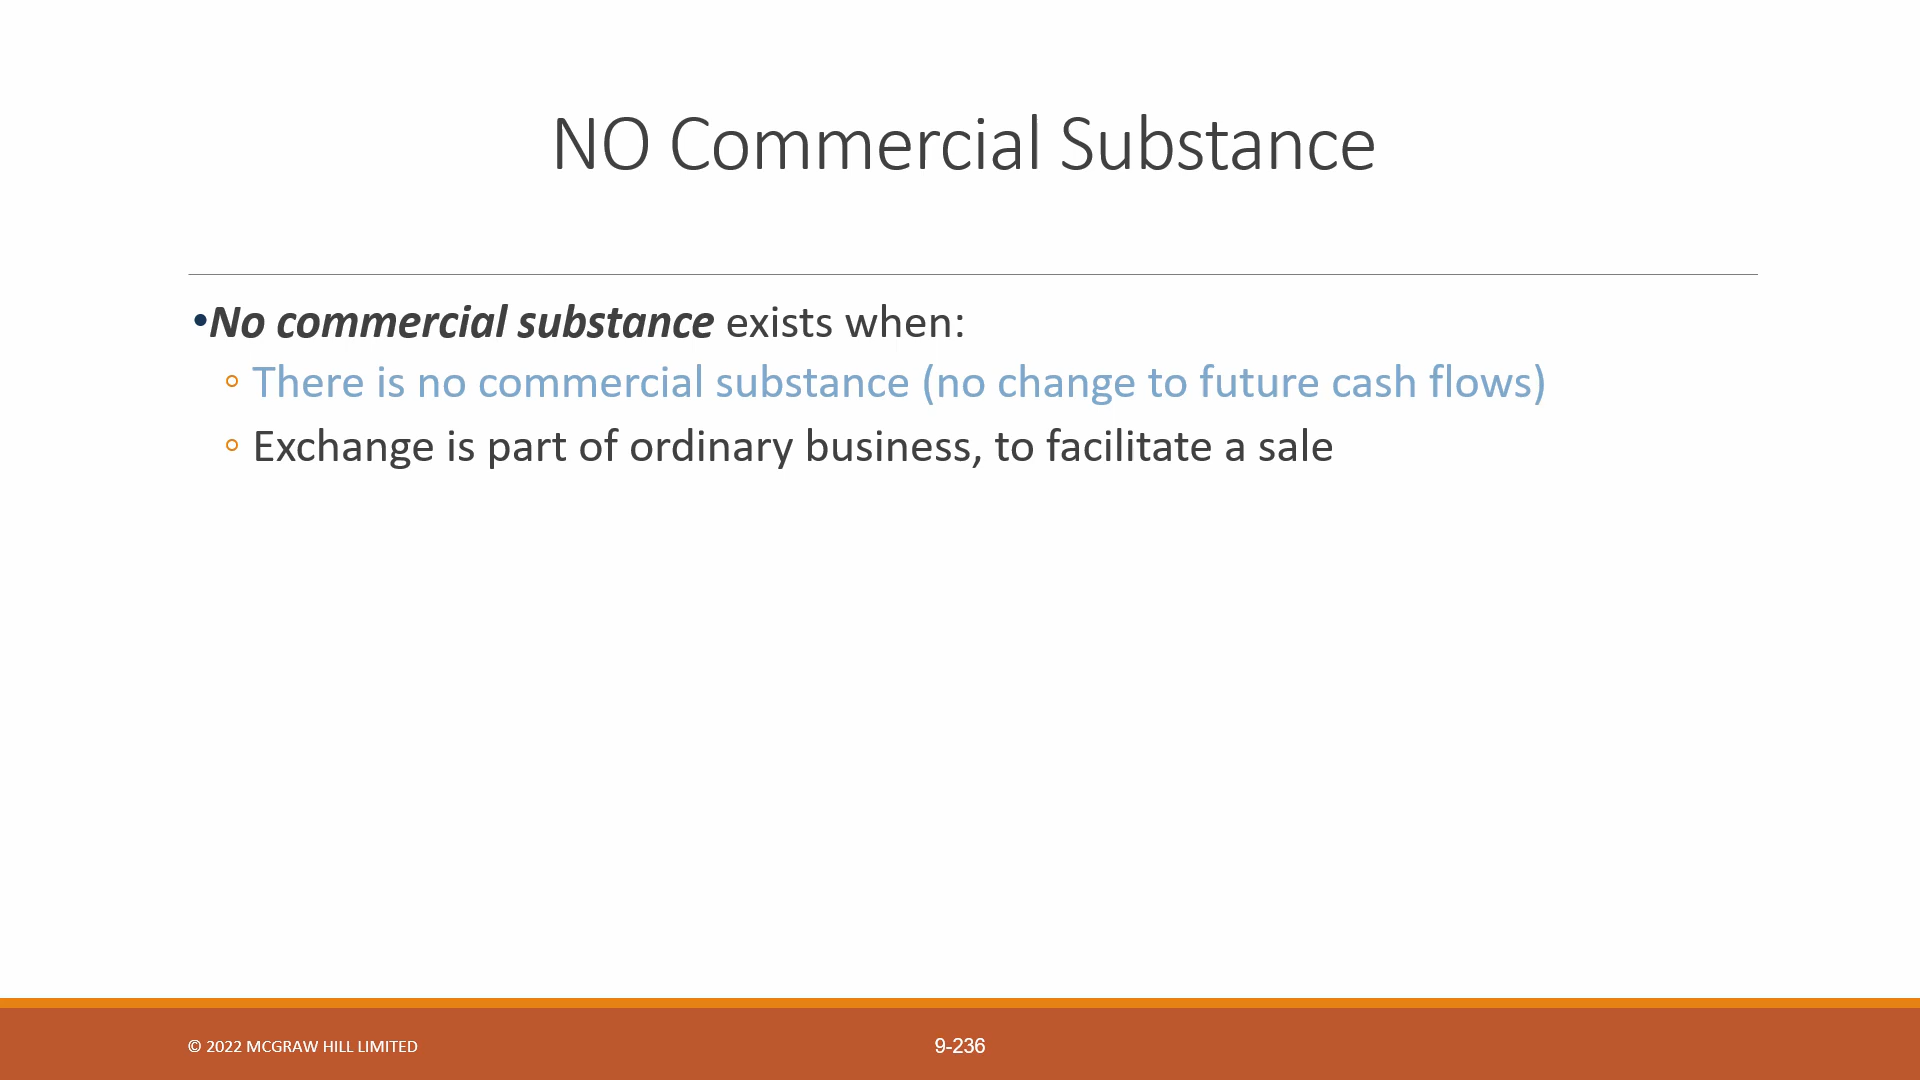 NO Commercial Substance
•No commercial substance exists when:
◦ There is no commercial substance (no change to future cash flows)
◦ Exchange is part of ordinary business, to facilitate a sale
© 2022 MCGRAW HILL LIMITED
9-236